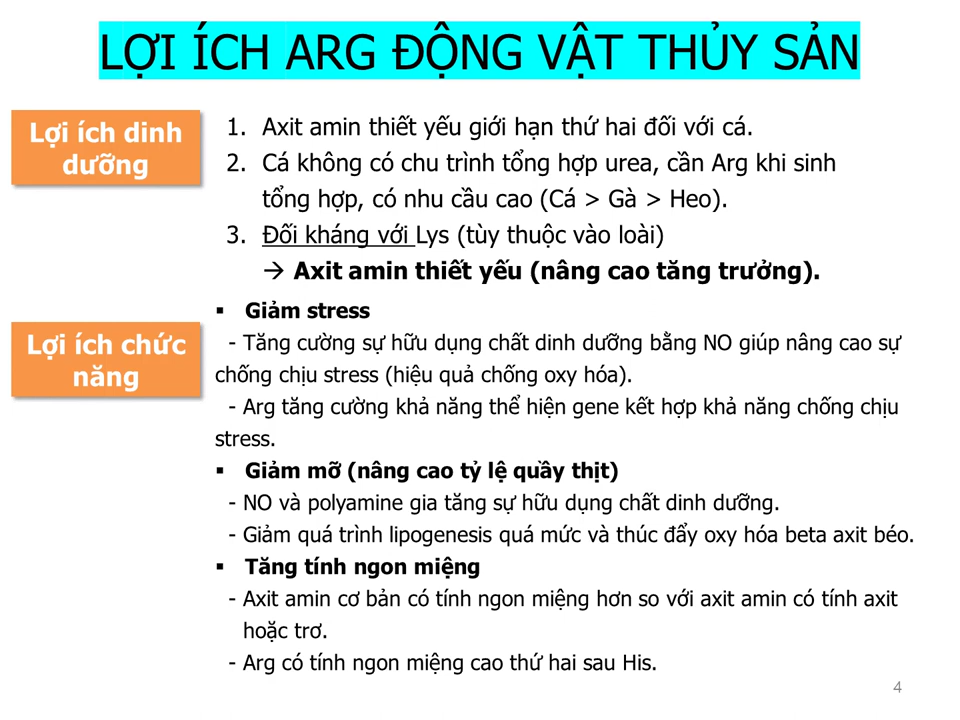 LỢI ÍCH ARG ĐỘNG VẬT THỦY SẢN
Lợi ích dinh
dưỡng
1. Axit amin thiết yếu giới hạn thứ hai đối với cá.
2. Cá không có chu trình tổng hợp urea, cần Arg khi sinh
tổng hợp, có nhu cầu cao (Cá > Gà > Heo).
3. Đối kháng với Lys (tùy thuộc vào loài)
→ Axit amin thiết yếu (nâng cao tăng trưởng).
Lợi ích chức
năng
▪ Giảm stress
- Tăng cường sự hữu dụng chất dinh dưỡng bằng NO giúp nâng cao sự
chống chịu stress (hiệu quả chống oxy hóa).
- Arg tăng cường khả năng thể hiện gene kết hợp khả năng chống chịu
stress.
▪ Giảm mỡ (nâng cao tỷ lệ quầy thịt)
- NO và polyamine gia tăng sự hữu dụng chất dinh dưỡng.
- Giảm quá trình lipogenesis quá mức và thúc đẩy oxy hóa beta axit béo.
▪ Tăng tính ngon miệng
- Axit amin cơ bản có tính ngon miệng hơn so với axit amin có tính axit
hoặc trơ.
- Arg có tính ngon miệng cao thứ hai sau His.
4